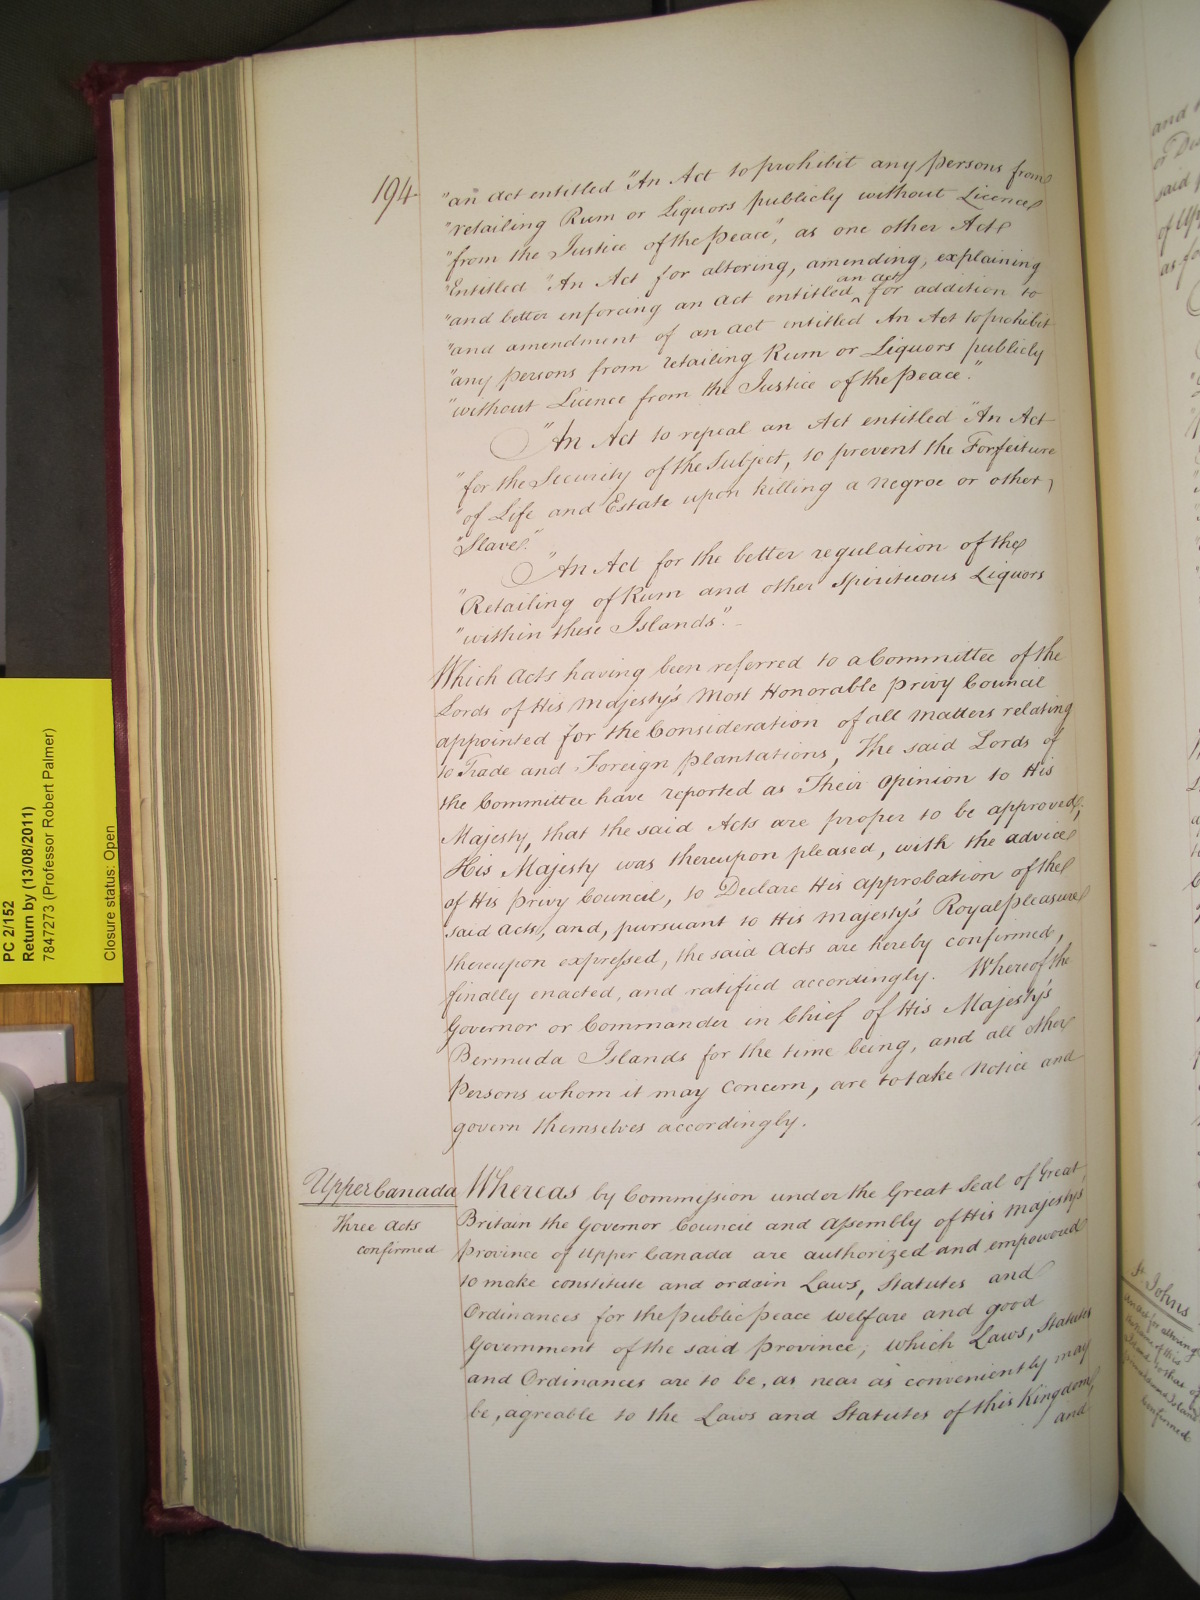 194
"an act entitled "An Act to prohibit any persons from
"retailing Rum or Liquors publicly without Licence
"from the Justice of the Peace", as one other Act
"Entitled "An Act for altering, amending, explaining
"and better enforcing an act entitled an act for addition to
"and amendment of an act entitled An Act to prohibit
"any persons from retailing Rum or Liquors publicly
"without Licence from the Justice of the Peace."
"An Act to repeal an Act entitled "An Act
"for the Security of the Subject, to prevent the Forfeiture
"of Life and Estate upon killing a Negroe or other
"Slave."
"An Act for the better regulation of the
"Retailing of Rum and other Spirituous Liquors
"within these Islands".
Which Acts having been referred to a Committee of the
Lords of His Majesty's Most Honorable Privy Council
appointed for the Consideration of all Matters relating
to Trade and Foreign Plantations, The said Lords of
the Committee have reported as Their Opinion to His
Majesty, that the said Acts are proper to be approved;
His Majesty was thereupon pleased, with the advice
of His Privy Council, to Declare His approbation of the
said Acts, and, pursuant to His Majesty's Royal pleasure
thereupon expressed, the said Acts are hereby confirmed,
finally enacted, and ratified accordingly. Whereof the
Governor or Commander in Chief of His Majesty's
Bermuda Islands for the time being, and all other
Persons whom it may Concern, are to take Notice and
govern themselves accordingly.
Upper Canada
Three Acts
confirmed
Whereas by Commission under the Great Seal of Great
Britain the Governor Council and Assembly of His Majesty's
Province of Upper Canada are authorized and empowered
to make constitute and ordain Laws, Statutes and
Ordinances for the public peace welfare and good
Government of the said Province; which Laws, Statutes
and Ordinances are to be, as near as conveniently may
be, agreable to the Laws and Statutes of this Kingdom,
and
PC 2/152
Return by (13/08/2011)
7847273 (Professor Robert Palmer)
Closure status: Open
and
said
as fo
St. Johns
an act for altering
confirmed